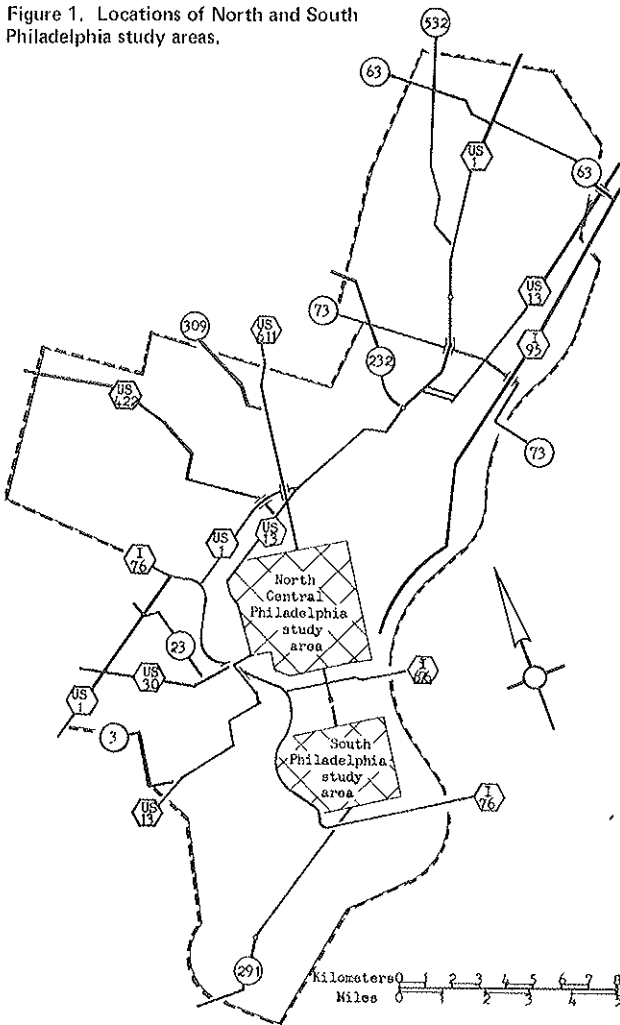 Figure 1. Locations of North and South
Philadelphia study areas.
532
63
US
1
63
US
13
309
US
611
73
232
I
95
US
422
73
US
1
US
13
I
76
North
Central
Philadelphia
study
area
23
US
30
I
US
1
3
South
Philadelphia
study
area
US
13
I
76
291
Kilometers 0 1 2 3 4 5 6 7 8
Miles 0 1 2 3 4 5